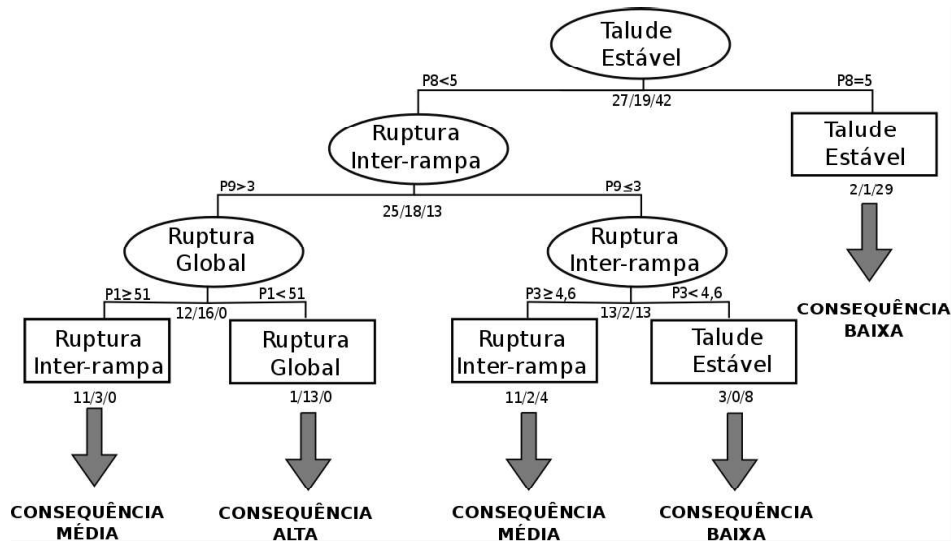 Talude
Estável
P8<5
P8=5
27/19/42
Ruptura
Inter-rampa
Talude
Estável
P9>3
P9≤3
25/18/13
2/1/29
Ruptura
Global
Ruptura
Inter-rampa
P1≥51
P1<51
P3≥4,6
P3<4,6
12/16/0
13/2/13
CONSEQUÊNCIA
BAIXA
Ruptura
Inter-rampa
Ruptura
Global
Ruptura
Inter-rampa
Talude
Estável
11/3/0
1/13/0
11/2/4
3/0/8
CONSEQUÊNCIA
MÉDIA
CONSEQUÊNCIA
ALTA
CONSEQUÊNCIA
MÉDIA
CONSEQUÊNCIA
BAIXA